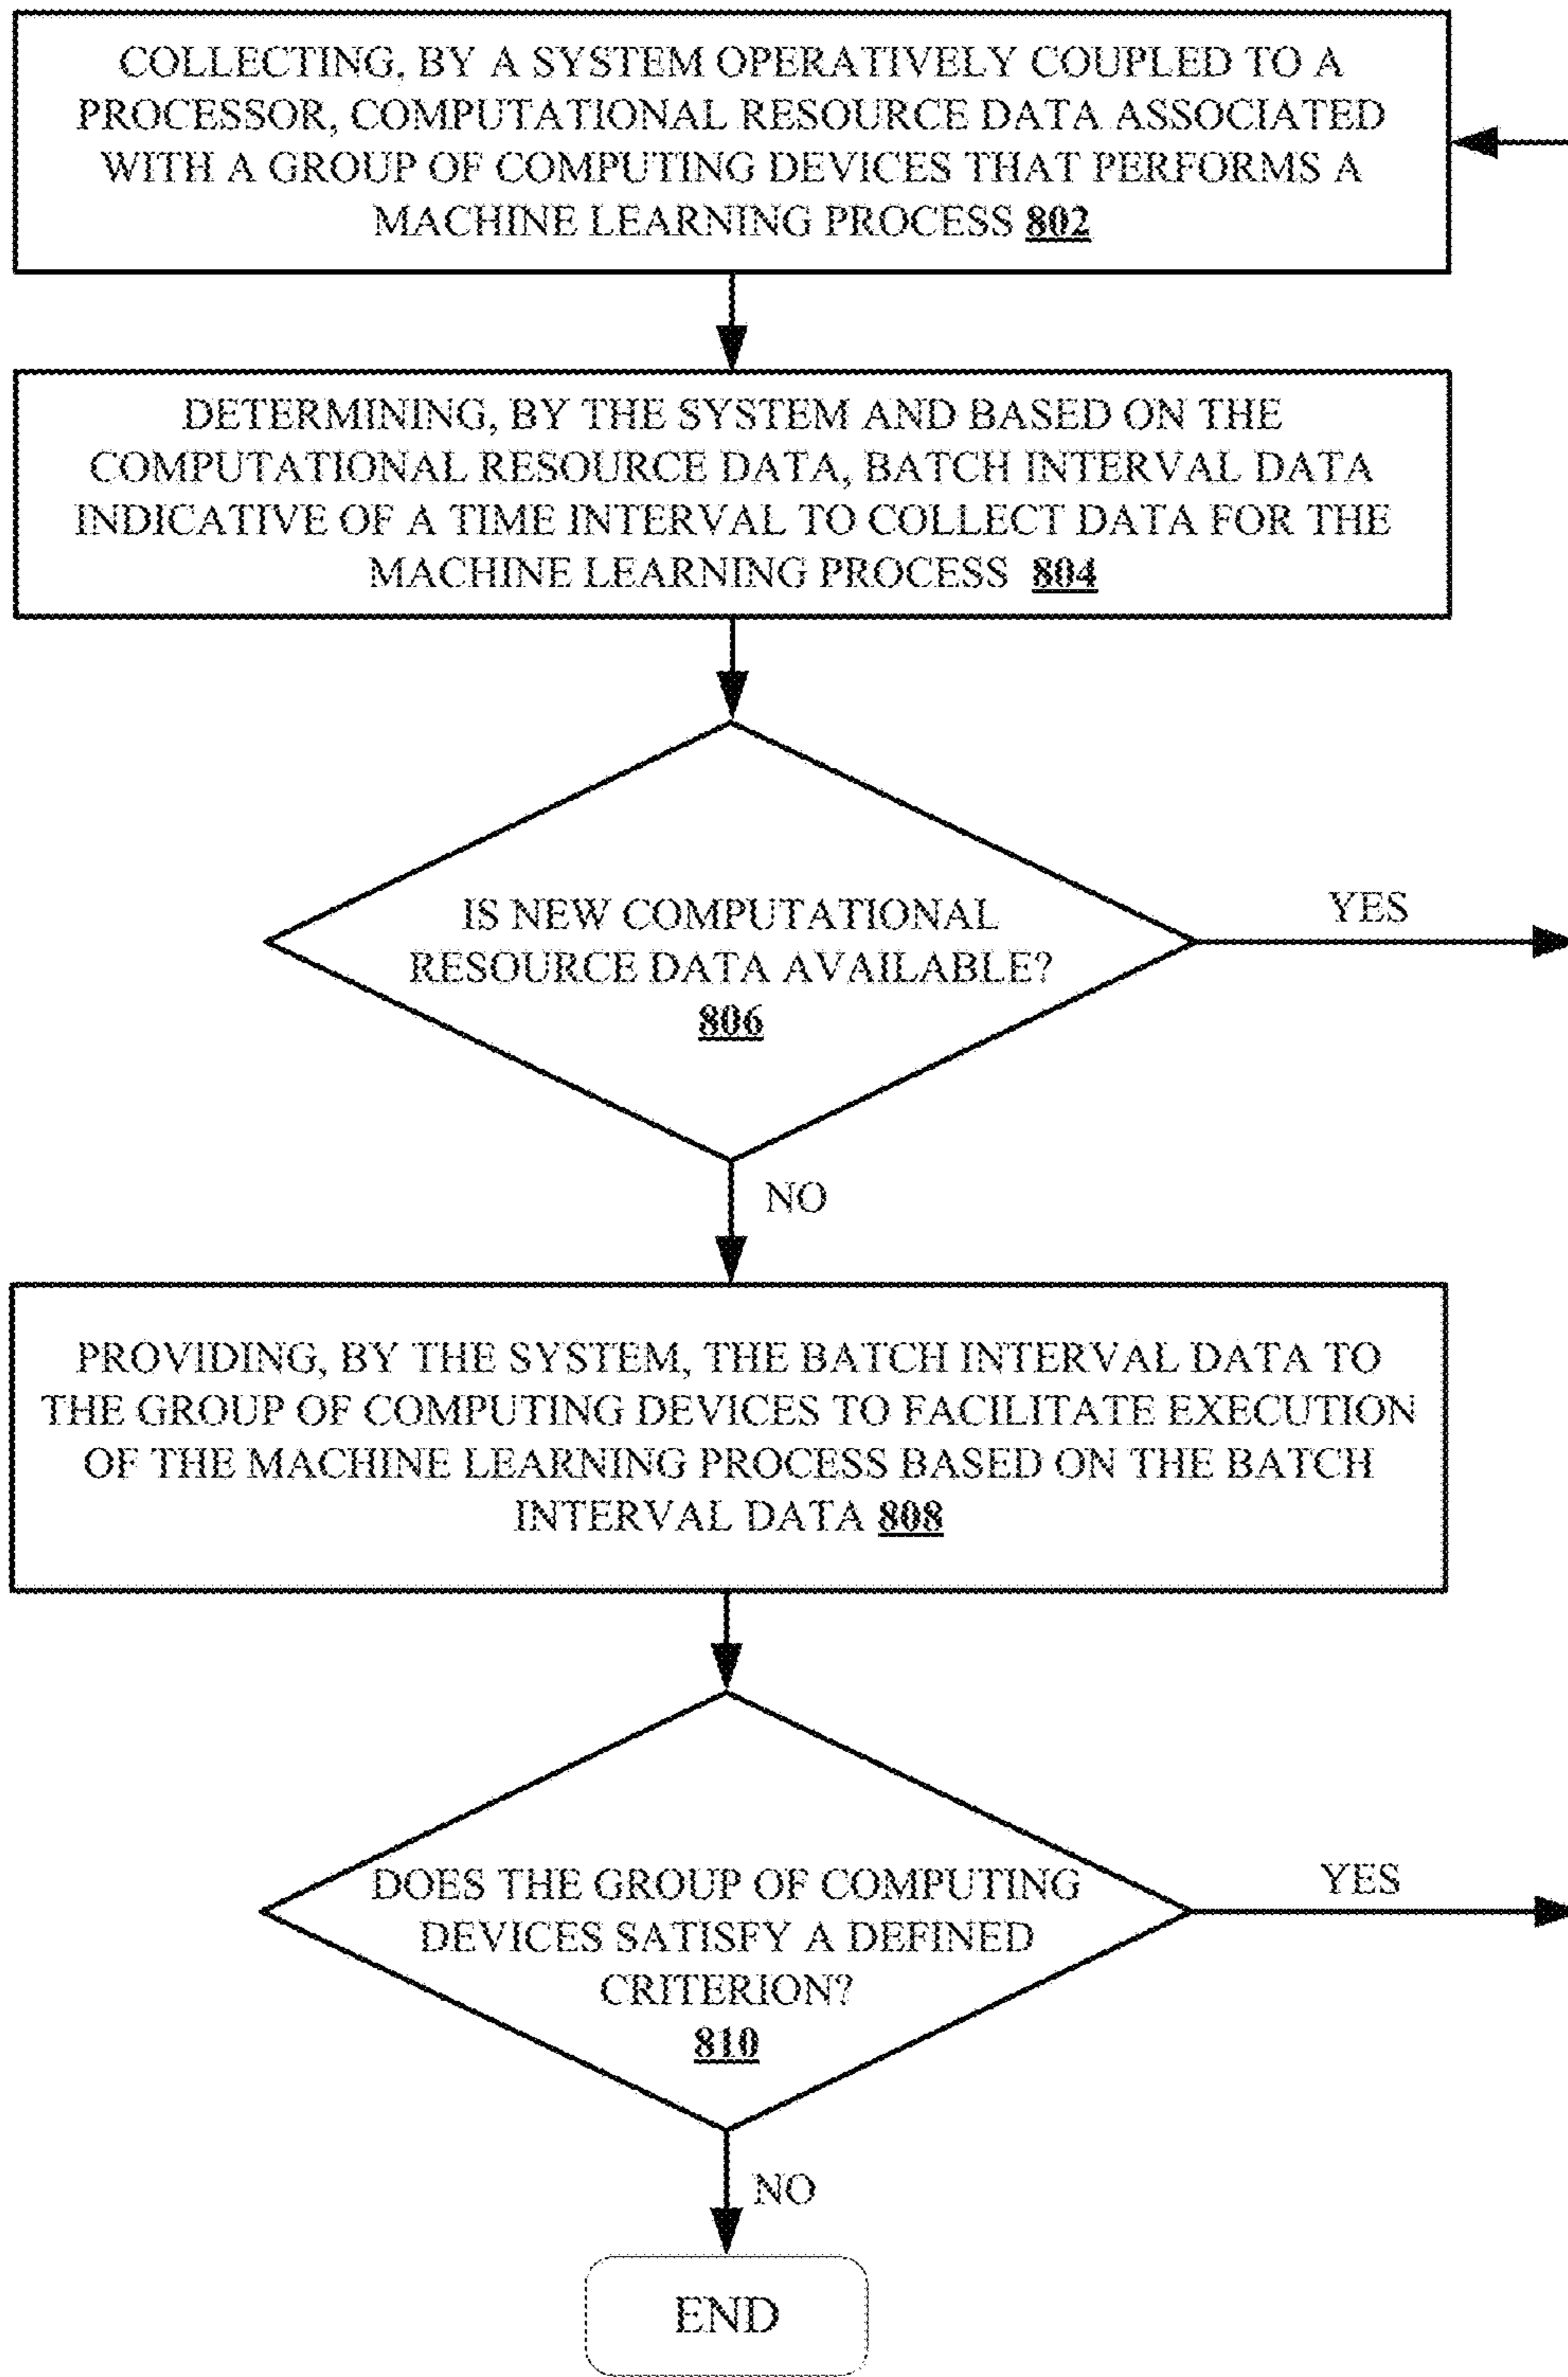 COLLECTING, BY A SYSTEM OPERATIVELY COUPLED TO A
PROCESSOR, COMPUTATIONAL RESOURCE DATA ASSOCIATED
WITH A GROUP OF COMPUTING DEVICES THAT PERFORMS A
MACHINE LEARNING PROCESS 802
DETERMINING, BY THE SYSTEM AND BASED ON THE
COMPUTATIONAL RESOURCE DATA, BATCH INTERVAL DATA
INDICATIVE OF A TIME INTERVAL TO COLLECT DATA FOR THE
MACHINE LEARNING PROCESS 804
IS NEW COMPUTATIONAL
RESOURCE DATA AVAILABLE?
806
YES
NO
PROVIDING, BY THE SYSTEM, THE BATCH INTERVAL DATA TO
THE GROUP OF COMPUTING DEVICES TO FACILITATE EXECUTION
OF THE MACHINE LEARNING PROCESS BASED ON THE BATCH
INTERVAL DATA 808
DOES THE GROUP OF COMPUTING
DEVICES SATISFY A DEFINED
CRITERION?
810
YES
NO
END